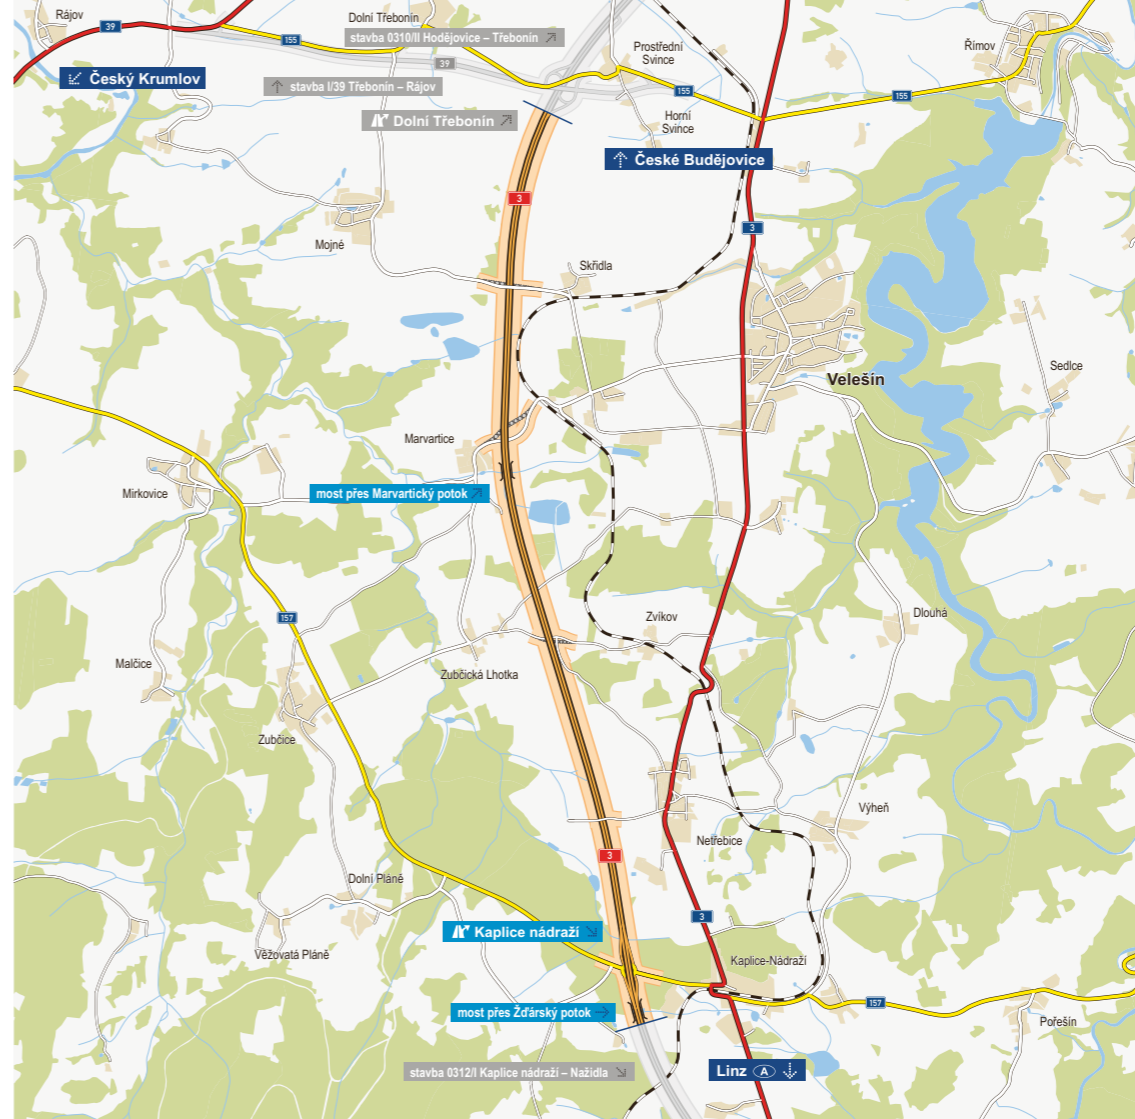 Rájov
39
Dolní Třebonín
stavba 0310/II Hodějovice – Třebonín
155
39
Prostřední
Svince
Římov
Český Krumlov
stavba I/39 Třebonín – Rájov
155
155
Dolní Třebonín
Horní
Svince
České Budějovice
3
3
Mojné
Skřidla
Sedlce
Velešín
Marvartice
Mirkovice
most přes Marvartický potok
157
Zvíkov
Dlouhá
Malčice
Zubčická Lhotka
Zubčice
Výheň
Netřebice
3
Dolní Pláně
3
Kaplice nádraží
Věžovatá Pláně
Kaplice-Nádraží
157
most přes Žďárský potok
Pořešín
stavba 0312/I Kaplice nádraží – Nažidla
Linz A